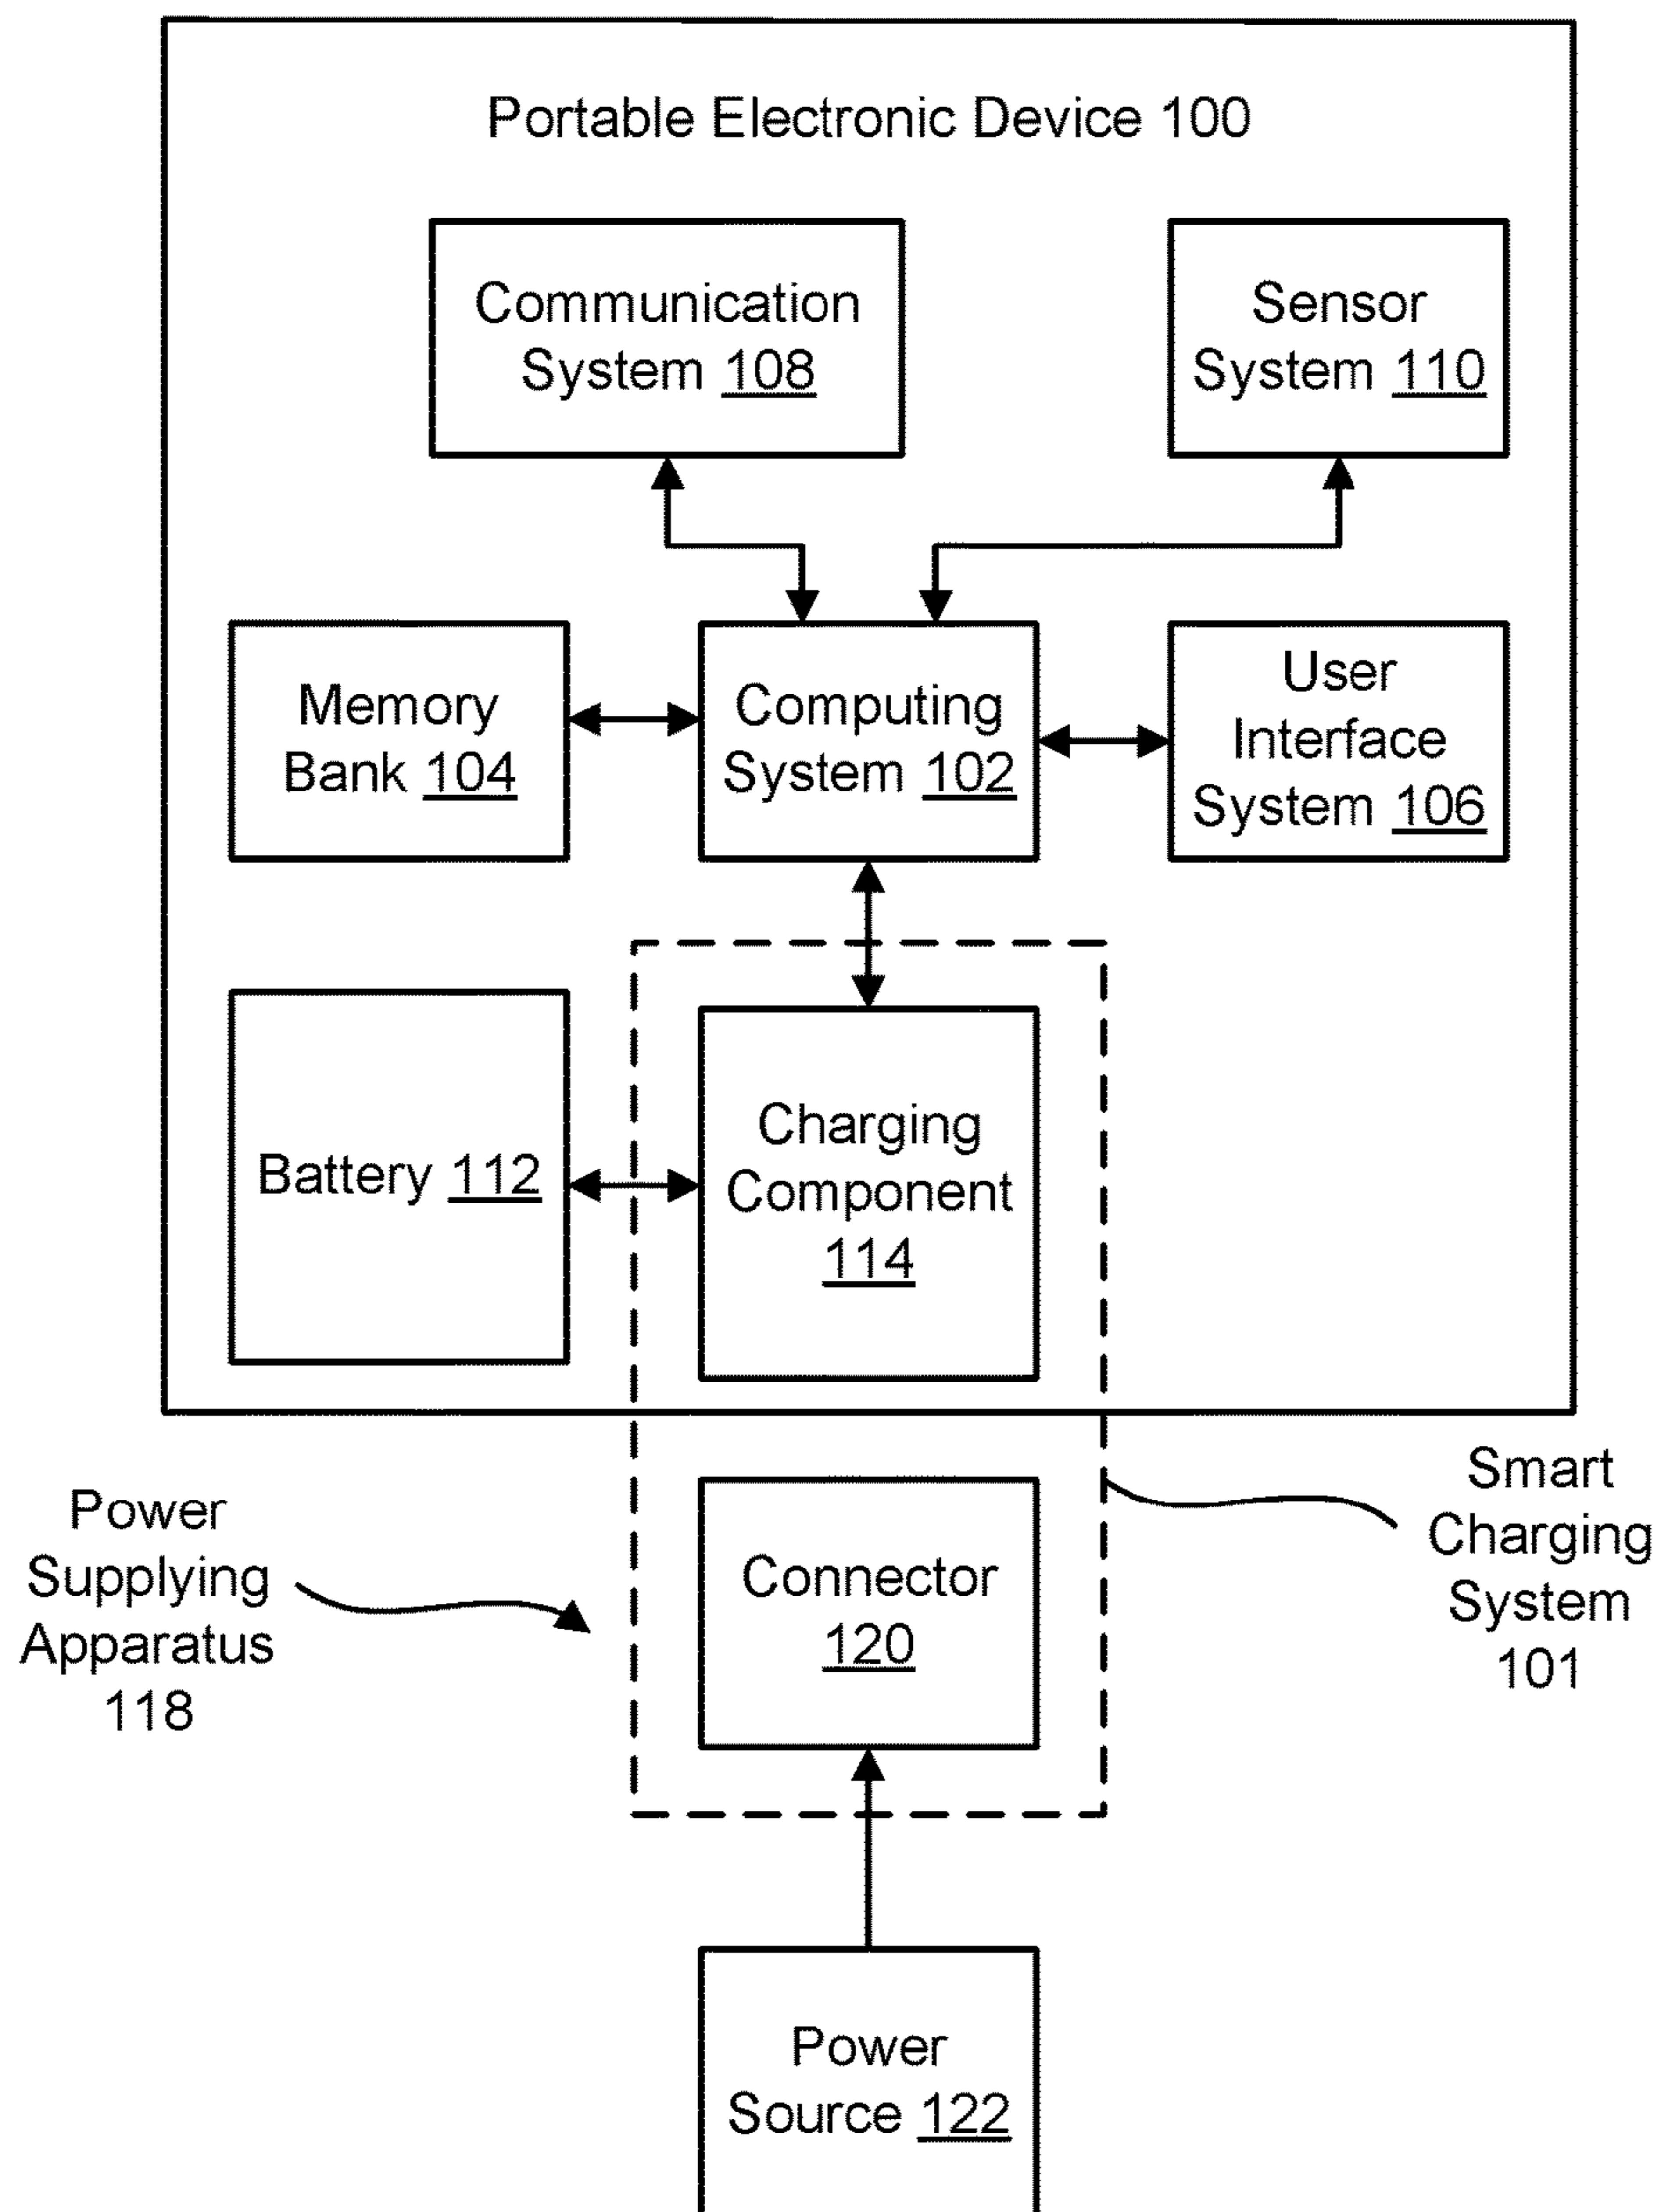 Portable Electronic Device 100
Communication
System 108
Sensor
System 110
Memory
Bank 104
Computing
System 102
User
Interface
System 106
Battery 112
Charging
Component
114
Power
Supplying
Apparatus
118
Connector
120
Smart
Charging
System
101
Power
Source 122